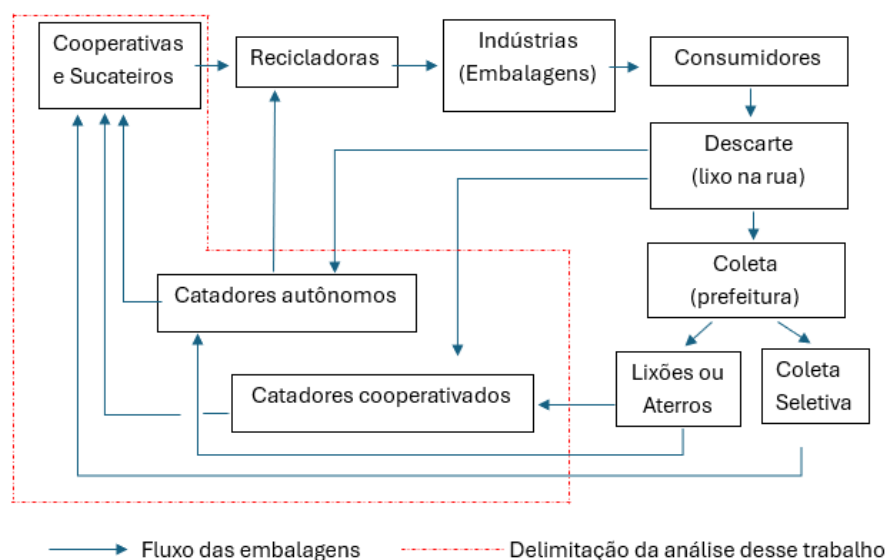 Cooperativas
e Sucateiros
Recicladoras
Indústrias
(Embalagens)
Consumidores
Descarte
(lixo na rua)
Coleta
(prefeitura)
Catadores autônomos
Catadores cooperativados
Lixões ou
Aterros
Coleta
Seletiva
Fluxo das embalagens
Delimitação da análise desse trabalho